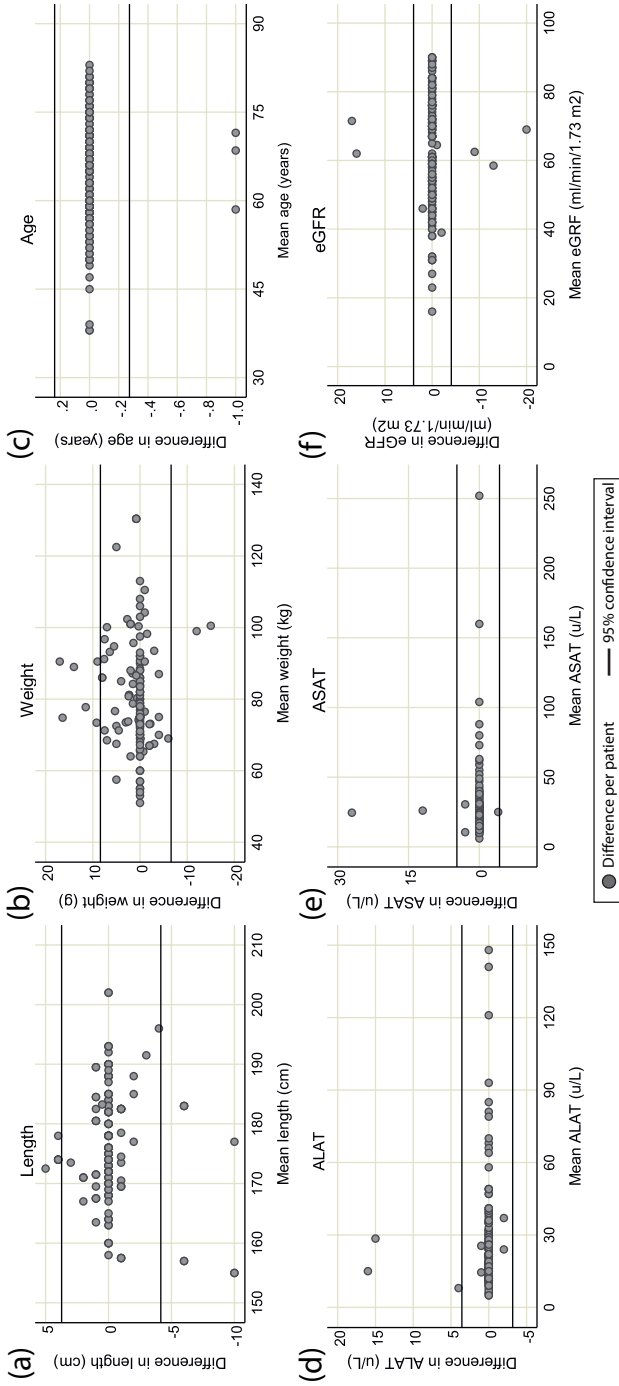 (a)
Length
Difference in length (cm)
5
0
-5
-10
150 160 170 180 190 200 210
Mean length (cm)
(b)
Weight
Difference in weight (g)
10
0
-10
-20
40 60 80 100 120 140
Mean weight (kg)
(c)
Age
Difference in age (years)
.2
.0
-.2
-.4
-.6
-.8
-1.0
30 45 60 75 90
Mean age (years)
(d)
ALAT
Difference in ALAT (u/L)
20
15
10
5
0
-5
0 30 60 90 120 150
Mean ALAT (u/L)
(e)
ASAT
Difference in ASAT (u/L)
30
15
0
0 50 100 150 200 250
Mean ASAT (u/L)
(f)
eGFR
Difference in eGFR
(ml/min/1.73 m2)
20
10
0
-10
-20
0 20 40 60 80 100
Mean eGRF (ml/min/1.73 m2)
Difference per patient 95% confidence interval